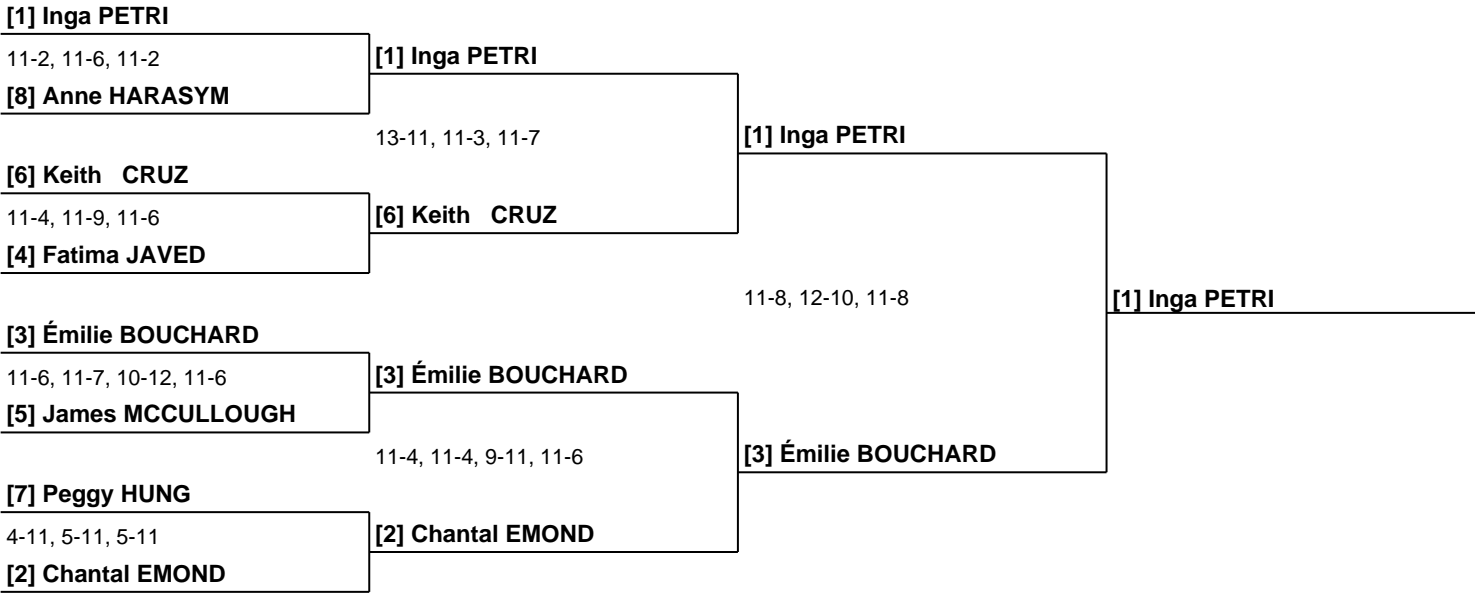 [1] Inga PETRI
11-2, 11-6, 11-2
[1] Inga PETRI
[8] Anne HARASYM
13-11, 11-3, 11-7
[1] Inga PETRI
[6] Keith   CRUZ
11-4, 11-9, 11-6
[6] Keith   CRUZ
[4] Fatima JAVED
11-8, 12-10, 11-8
[1] Inga PETRI
[3] Émilie BOUCHARD
11-6, 11-7, 10-12, 11-6
[3] Émilie BOUCHARD
[5] James MCCULLOUGH
11-4, 11-4, 9-11, 11-6
[3] Émilie BOUCHARD
[7] Peggy HUNG
4-11, 5-11, 5-11
[2] Chantal EMOND
[2] Chantal EMOND